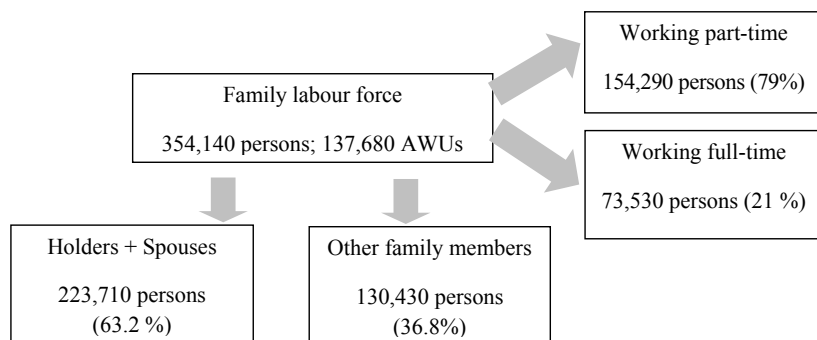 Family labour force
354,140 persons; 137,680 AWUs
Working part-time
154,290 persons (79%)
Working full-time
73,530 persons (21 %)
Holders + Spouses
223,710 persons
(63.2 %)
Other family members
130,430 persons
(36.8%)